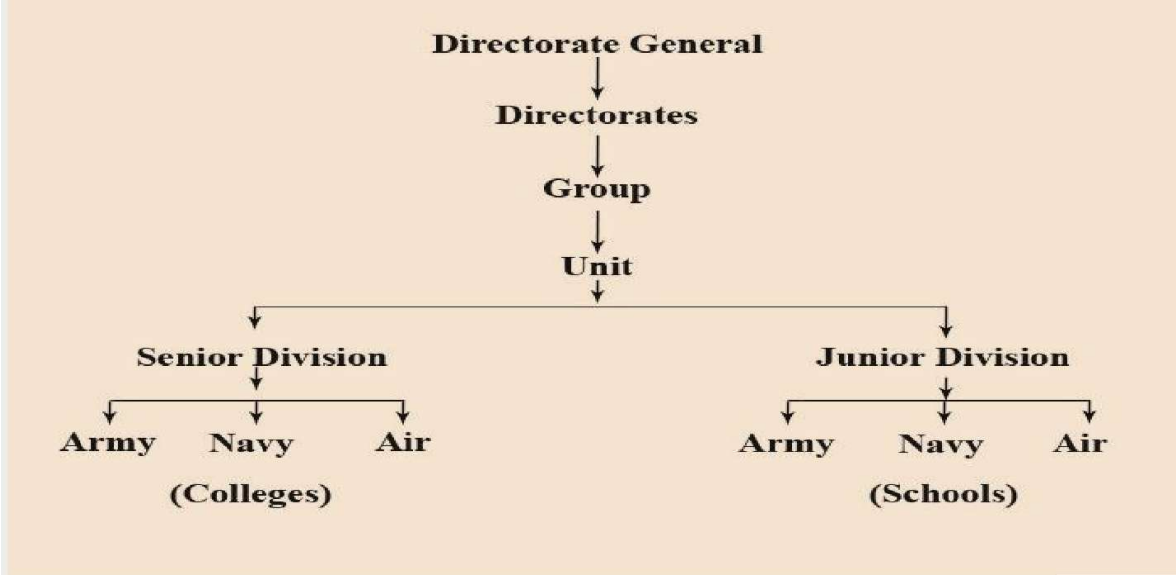 Directorate General
Directorates
Group
Unit
Senior Division Junior Division
Army Navy Air Army Navy Air
(Colleges) (Schools)